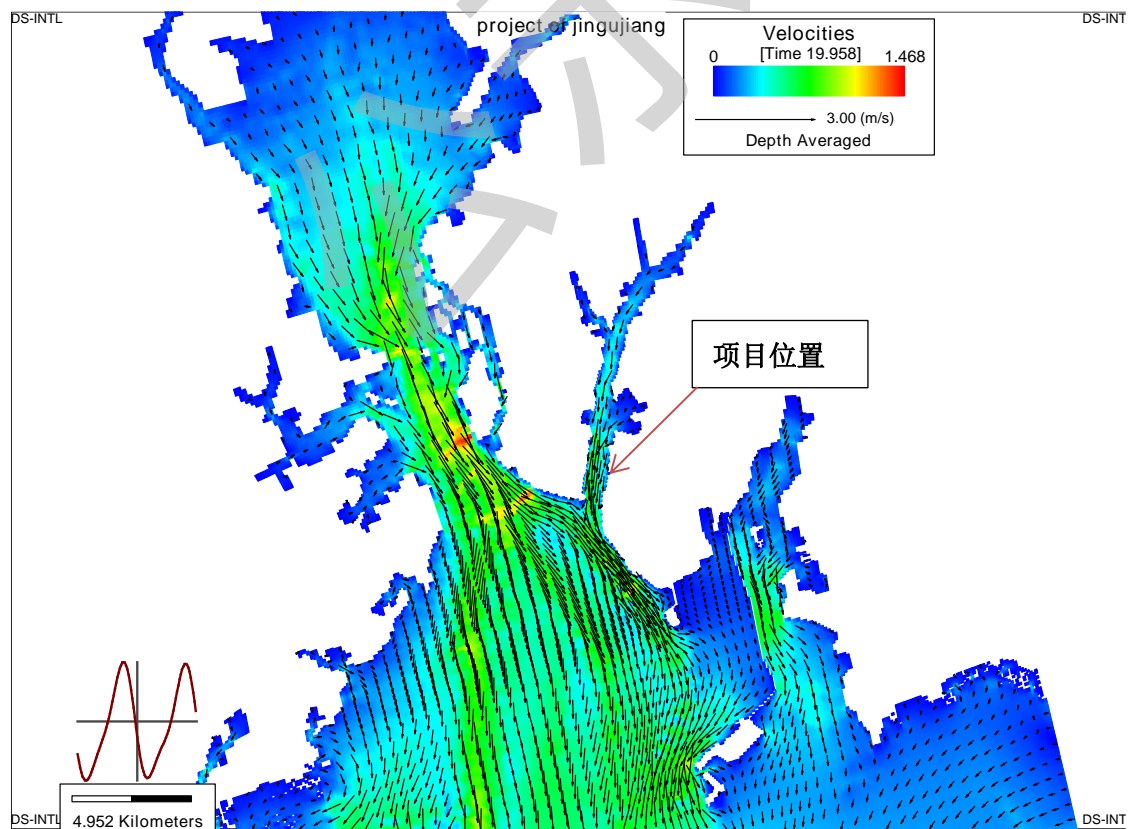 DS-INTL
project of jingujiang
DS-INT
Velocities
[Time 19.958]
0
1.468
3.00 (m/s)
Depth Averaged
项目位置
4.952 Kilometers
DS-INTL
DS-INT